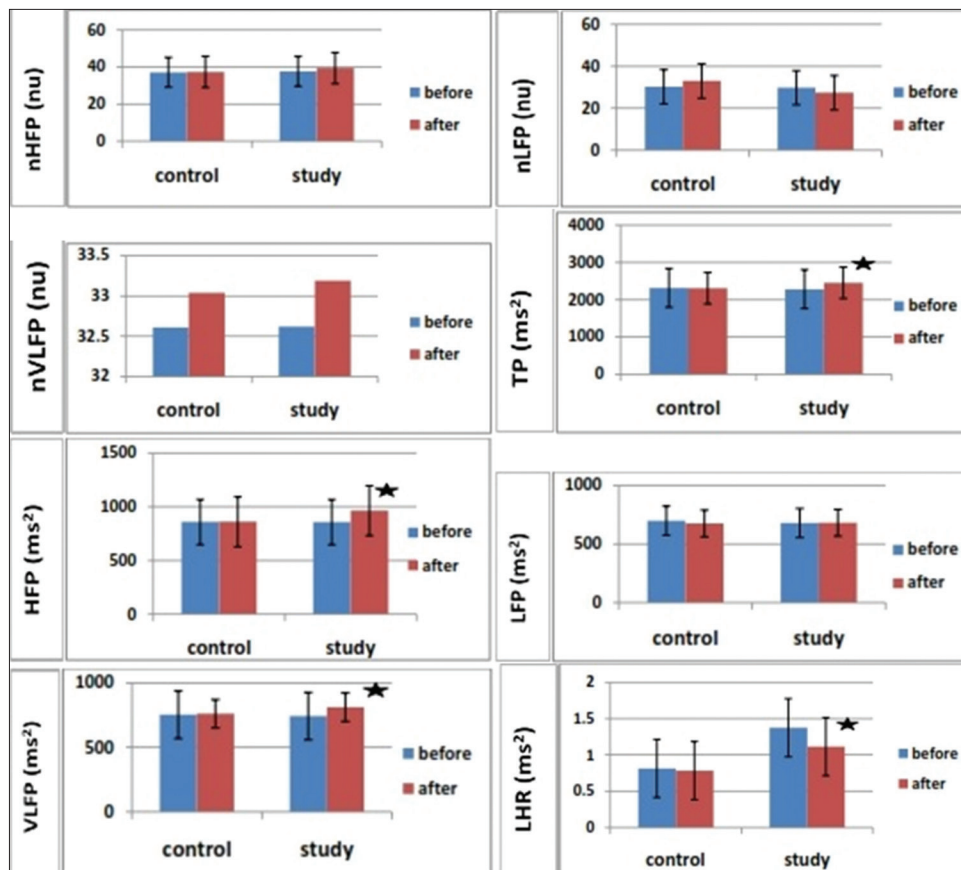 nHFP (nu)
60
40
20
0
control study
before
after
nLFP (nu)
60
40
20
0
control study
before
after
nVLFP (nu)
33.5
33
32.5
32
control study
before
after
TP (ms²)
4000
3000
2000
1000
0
control study
before
after
HFP (ms²)
1500
1000
500
0
control study
before
after
LFP (ms²)
1000
500
0
control study
before
after
VLFP (ms²)
1000
500
0
control study
before
after
LHR (ms²)
2
1.5
1
0.5
0
control study
before
after